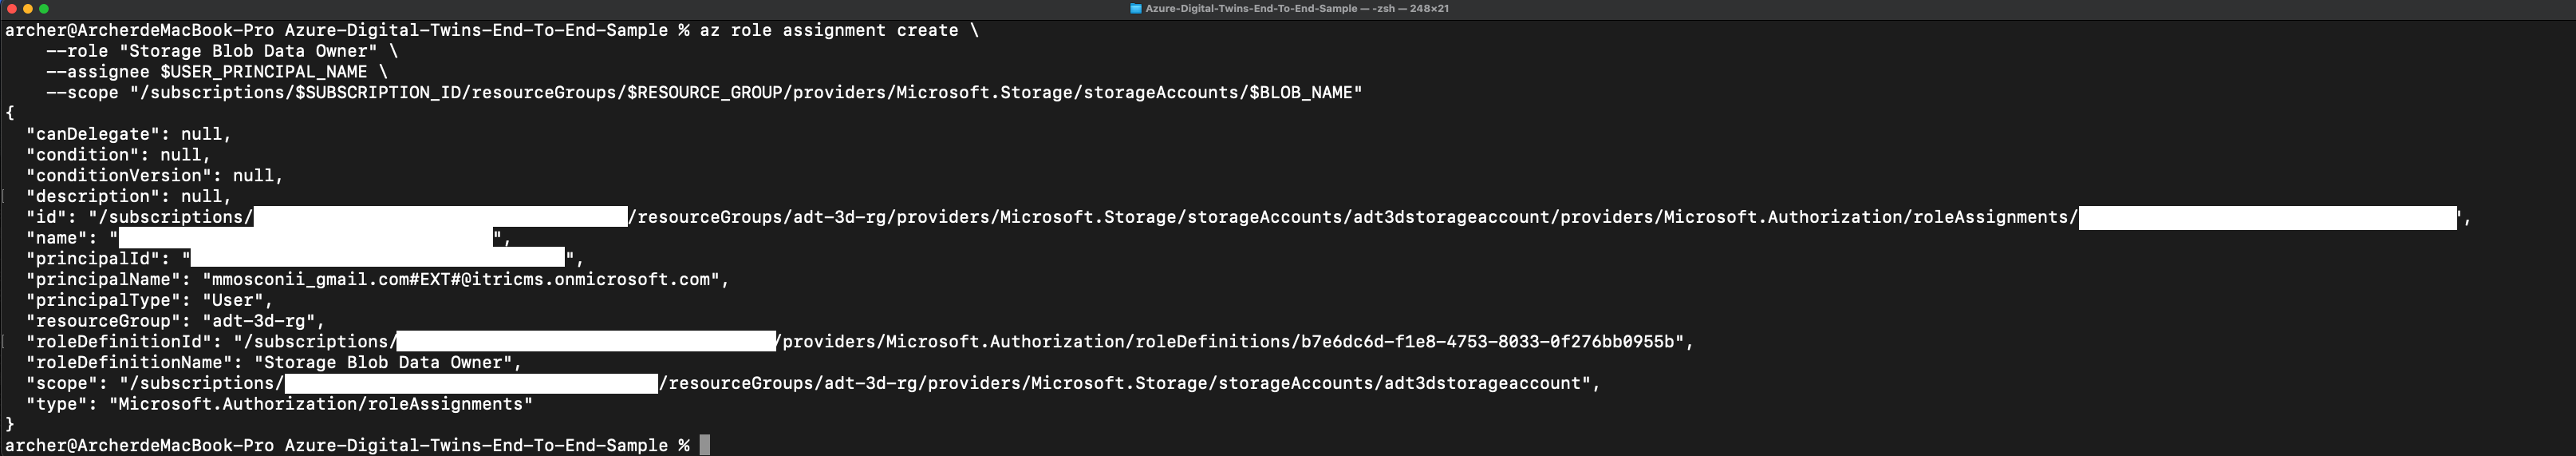 Azure-Digital-Twins-End-To-End-Sample — -zsh — 248×21
archer@ArcherdeMacBook-Pro Azure-Digital-Twins-End-To-End-Sample % az role assignment create \
    --role "Storage Blob Data Owner" \
    --assignee $USER_PRINCIPAL_NAME \
    --scope "/subscriptions/$SUBSCRIPTION_ID/resourceGroups/$RESOURCE_GROUP/providers/Microsoft.Storage/storageAccounts/$BLOB_NAME"
{
  "canDelegate": null,
  "condition": null,
  "conditionVersion": null,
  "description": null,
  "id": "/subscriptions/ /resourceGroups/adt-3d-rg/providers/Microsoft.Storage/storageAccounts/adt3dstorageaccount/providers/Microsoft.Authorization/roleAssignments/ ",
  "name": " ",
  "principalId": " ",
  "principalName": "mmosconii_gmail.com#EXT#@itricms.onmicrosoft.com",
  "principalType": "User",
  "resourceGroup": "adt-3d-rg",
  "roleDefinitionId": "/subscriptions/ /providers/Microsoft.Authorization/roleDefinitions/b7e6dc6d-f1e8-4753-8033-0f276bb0955b",
  "roleDefinitionName": "Storage Blob Data Owner",
  "scope": "/subscriptions/ /resourceGroups/adt-3d-rg/providers/Microsoft.Storage/storageAccounts/adt3dstorageaccount",
  "type": "Microsoft.Authorization/roleAssignments"
}
archer@ArcherdeMacBook-Pro Azure-Digital-Twins-End-To-End-Sample %